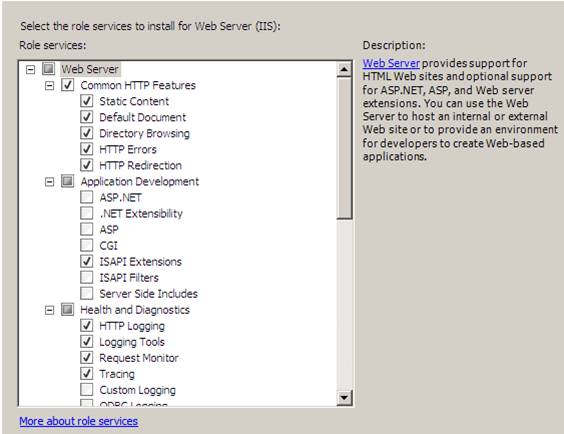 Select the role services to install for Web Server (IIS):
Role services:
Web Server
Common HTTP Features
Static Content
Default Document
Directory Browsing
HTTP Errors
HTTP Redirection
Application Development
ASP.NET
.NET Extensibility
ASP
CGI
ISAPI Extensions
ISAPI Filters
Server Side Includes
Health and Diagnostics
HTTP Logging
Logging Tools
Request Monitor
Tracing
Custom Logging
ODBC Logging
More about role services
Description:
Web Server provides support for
HTML Web sites and optional support
for ASP.NET, ASP, and Web server
extensions. You can use the Web
Server to host an internal or external
Web site or to provide an environment
for developers to create Web-based
applications.